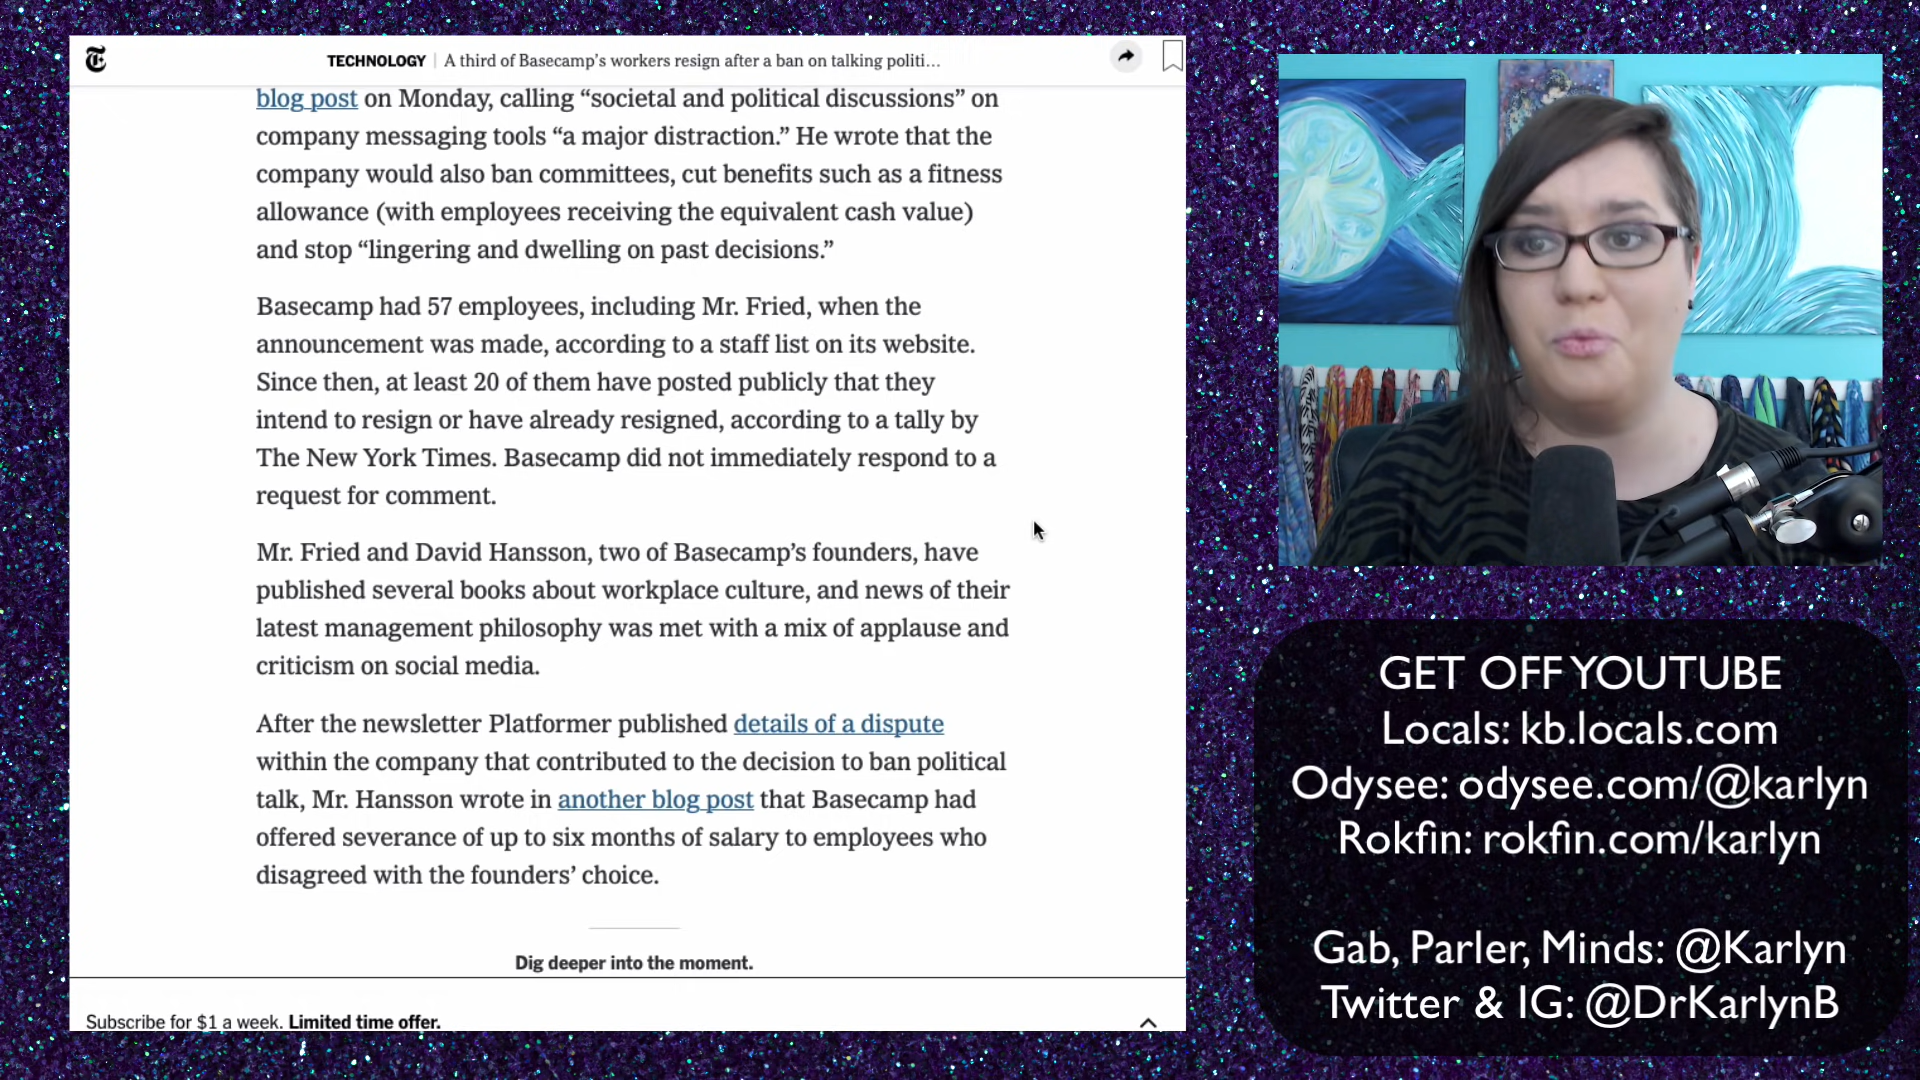 TECHNOLOGY | A third of Basecamp’s workers resign after a ban on talking politi…
blog post on Monday, calling “societal and political discussions” on
company messaging tools “a major distraction.” He wrote that the
company would also ban committees, cut benefits such as a fitness
allowance (with employees receiving the equivalent cash value)
and stop “lingering and dwelling on past decisions.”
Basecamp had 57 employees, including Mr. Fried, when the
announcement was made, according to a staff list on its website.
Since then, at least 20 of them have posted publicly that they
intend to resign or have already resigned, according to a tally by
The New York Times. Basecamp did not immediately respond to a
request for comment.
Mr. Fried and David Hansson, two of Basecamp’s founders, have
published several books about workplace culture, and news of their
latest management philosophy was met with a mix of applause and
criticism on social media.
After the newsletter Platformer published details of a dispute
within the company that contributed to the decision to ban political
talk, Mr. Hansson wrote in another blog post that Basecamp had
offered severance of up to six months of salary to employees who
disagreed with the founders’ choice.
Dig deeper into the moment.
Subscribe for $1 a week. Limited time offer.
GET OFF YOUTUBE
Locals: kb.locals.com
Odysee: odysee.com/@karlyn
Rokfin: rokfin.com/karlyn
Gab, Parler, Minds: @Karlyn
Twitter & IG: @DrKarlynB